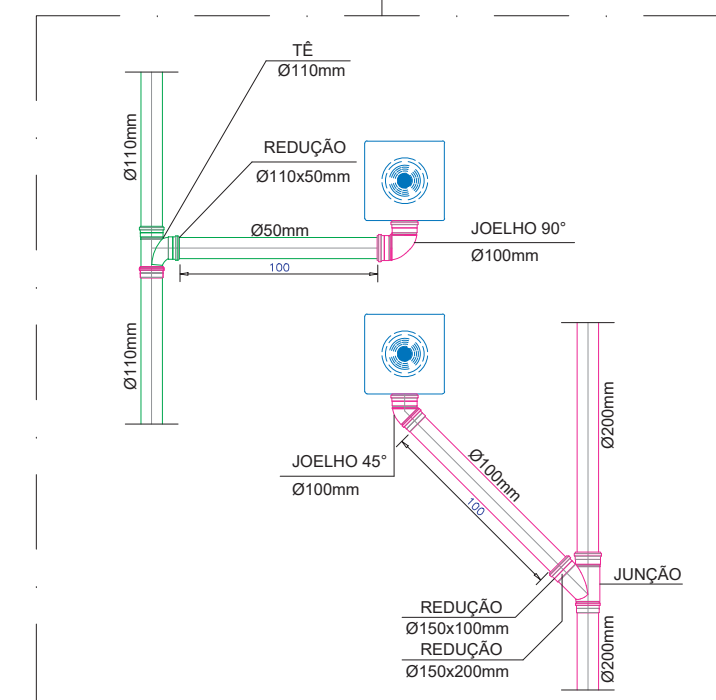 TÊ
Ø110mm
Ø110mm
REDUÇÃO
Ø110x50mm
Ø50mm
JOELHO 90°
Ø100mm
100
Ø110mm
Ø200mm
JOELHO 45°
Ø100mm
Ø100mm
100
JUNÇÃO
REDUÇÃO
Ø150x100mm
REDUÇÃO
Ø150x200mm
Ø200mm